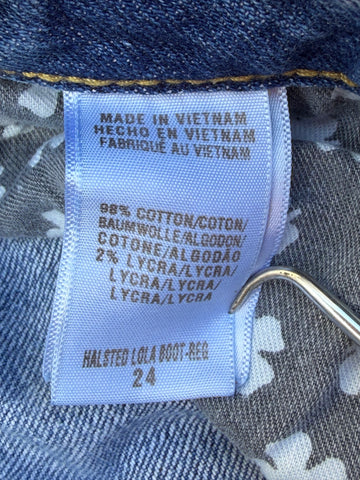 MADE IN VIETNAM
HECHO EN VIETNAM
FABRIQUÉ AU VIETNAM
98% COTTON/COTON/
BAUMWOLLE/ALGODON/
COTONE/ALGODÃO
2% LYCRA/LYCRA/
LYCRA/LYCRA/
LYCRA/LYCRA
HALSTED LOLA BOOT-REG
24